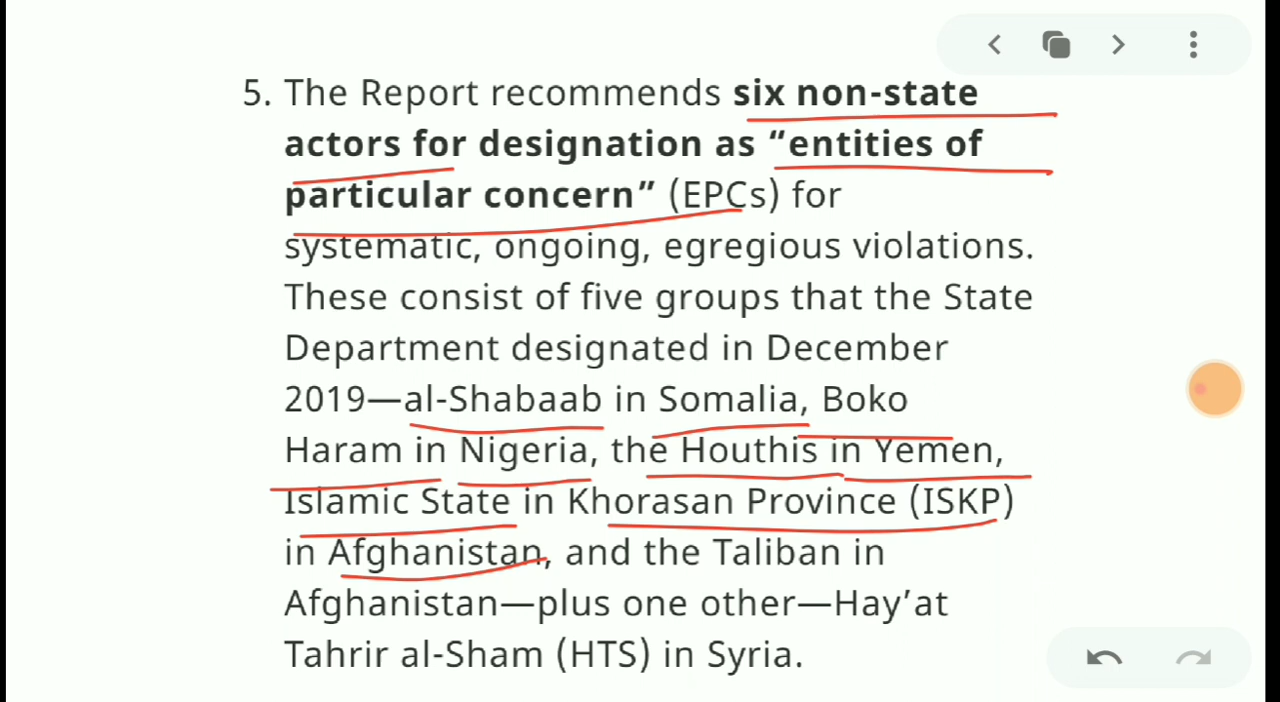 5. The Report recommends six non-state
actors for designation as “entities of
particular concern” (EPCs) for
systematic, ongoing, egregious violations.
These consist of five groups that the State
Department designated in December
2019—al-Shabaab in Somalia, Boko
Haram in Nigeria, the Houthis in Yemen,
Islamic State in Khorasan Province (ISKP)
in Afghanistan, and the Taliban in
Afghanistan—plus one other—Hay’at
Tahrir al-Sham (HTS) in Syria.